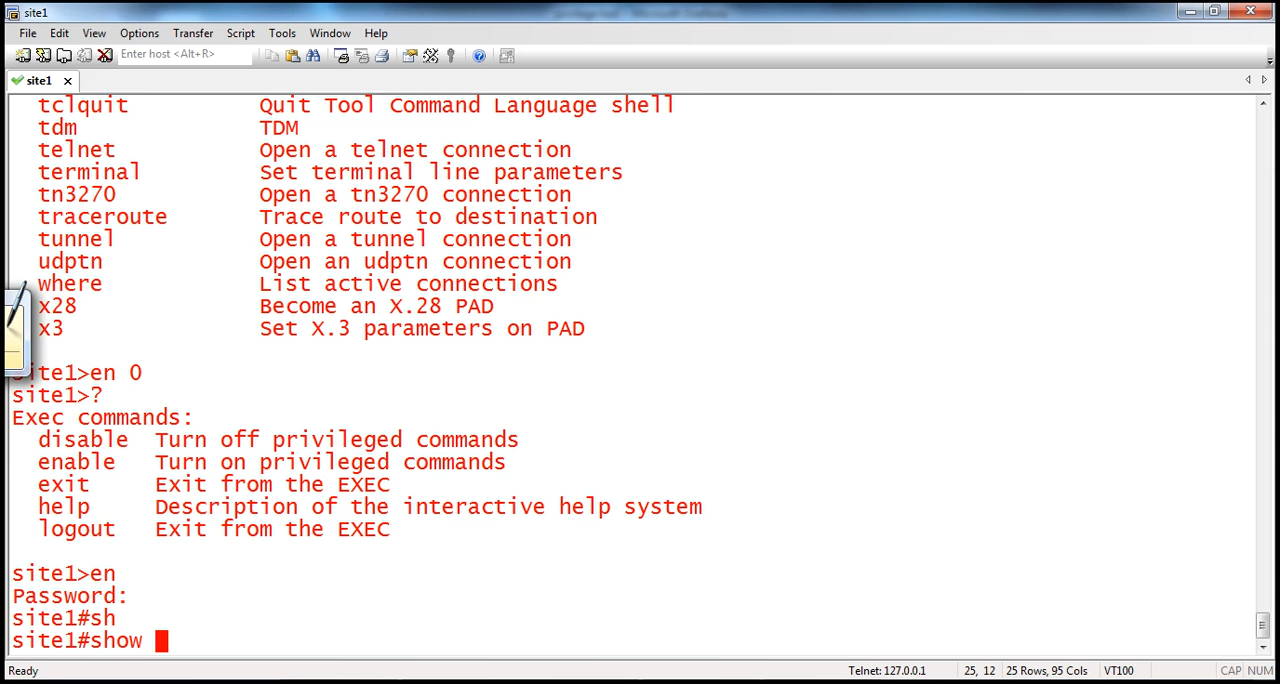 site1
File Edit View Options Transfer Script Tools Window Help
Enter host <Alt+R>
site1
tclquit Quit Tool Command Language shell
tdm TDM
telnet Open a telnet connection
terminal Set terminal line parameters
tn3270 Open a tn3270 connection
traceroute Trace route to destination
tunnel Open a tunnel connection
udptn Open an udptn connection
where List active connections
x28 Become an X.28 PAD
x3 Set X.3 parameters on PAD
site1>en 0
site1>?
Exec commands:
disable Turn off privileged commands
enable Turn on privileged commands
exit Exit from the EXEC
help Description of the interactive help system
logout Exit from the EXEC
site1>en
Password:
site1#sh
site1#show
Ready Telnet: 127.0.0.1 25, 12 25 Rows, 95 Cols VT100 CAP NUM